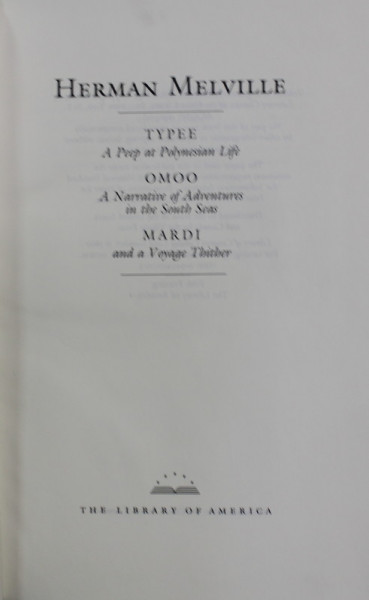 HERMAN MELVILLE
TYPEE
A Peep at Polynesian Life
OMOO
A Narrative of Adventures
in the South Seas
MARDI
and a Voyage Thither
THE LIBRARY OF AMERICA